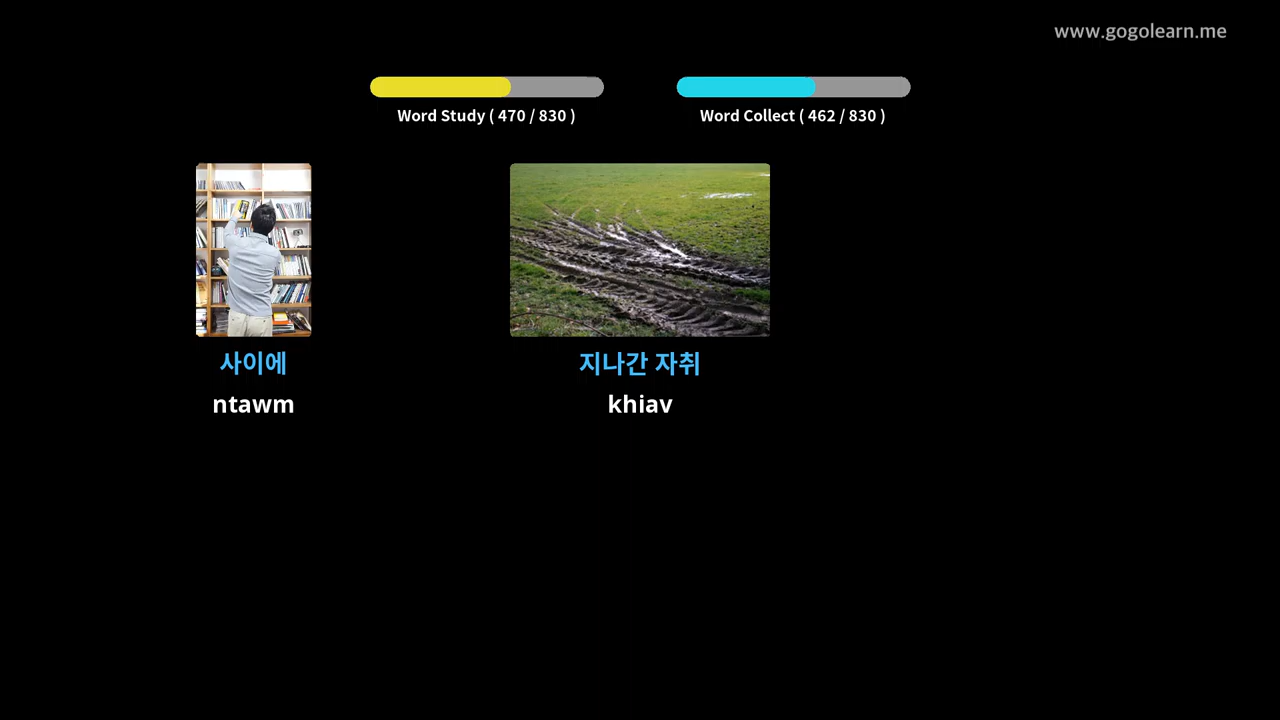 www.gogolearn.me
Word Study ( 470 / 830 )
Word Collect ( 462 / 830 )
사이에
ntawm
지나간 자취
khiav